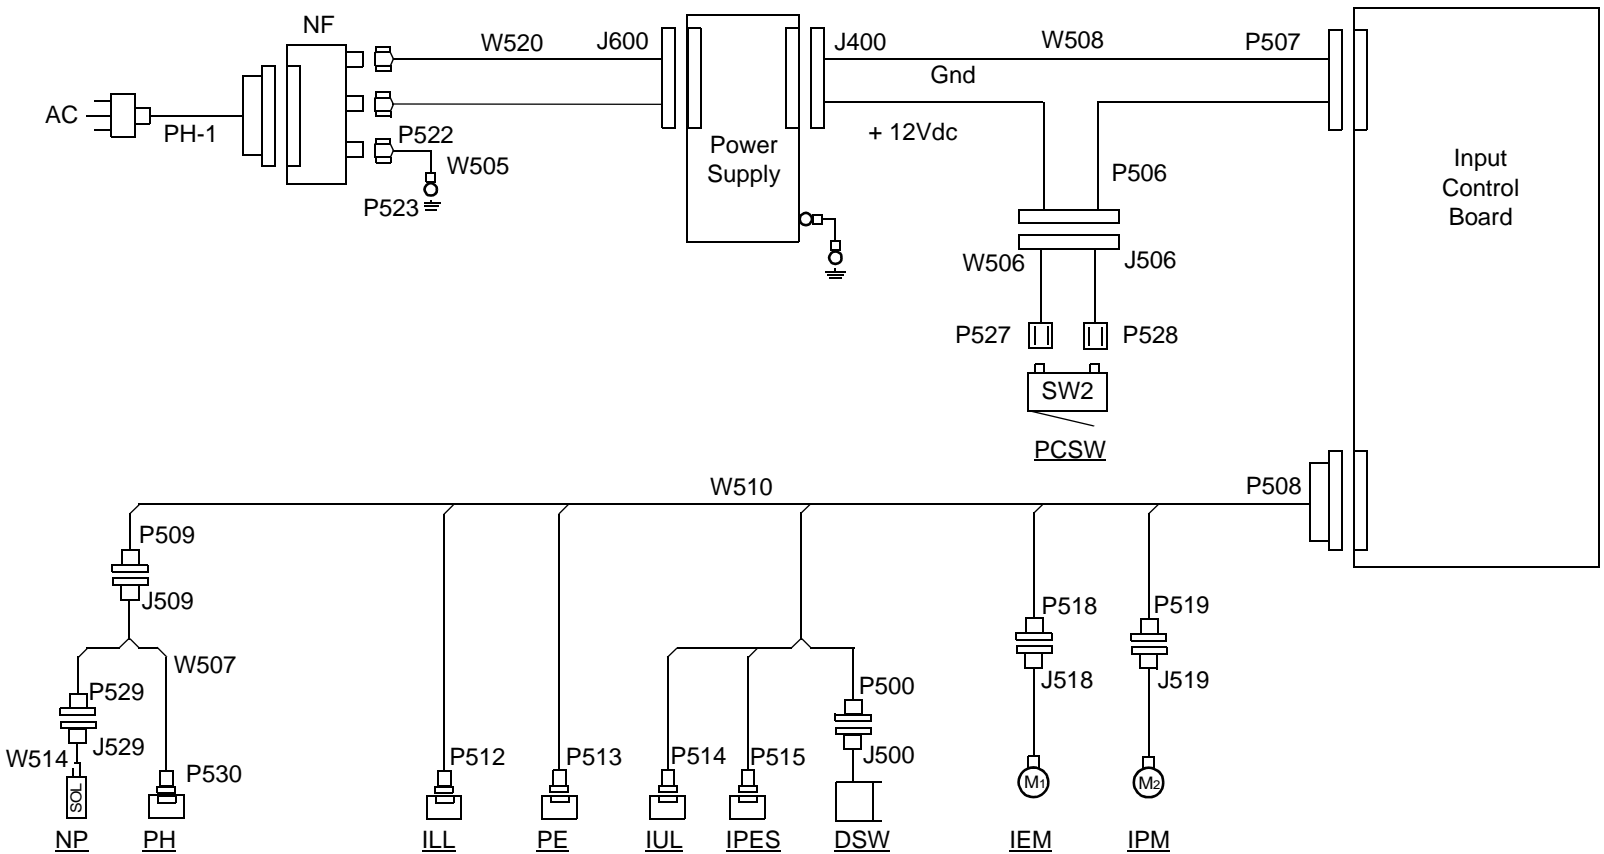 NF
W520
J600
J400
W508
P507
Gnd
AC
PH-1
P522
W505
P523
+ 12Vdc
Power
Supply
P506
Input
Control
Board
W506
J506
P527
P528
SW2
PCSW
W510
P508
P509
J509
W507
P529
J529
W514
P530
SOL
P512
P513
P514
P515
P500
J500
P518
J518
P519
J519
M1
M2
NP
PH
ILL
PE
IUL
IPES
DSW
IEM
IPM